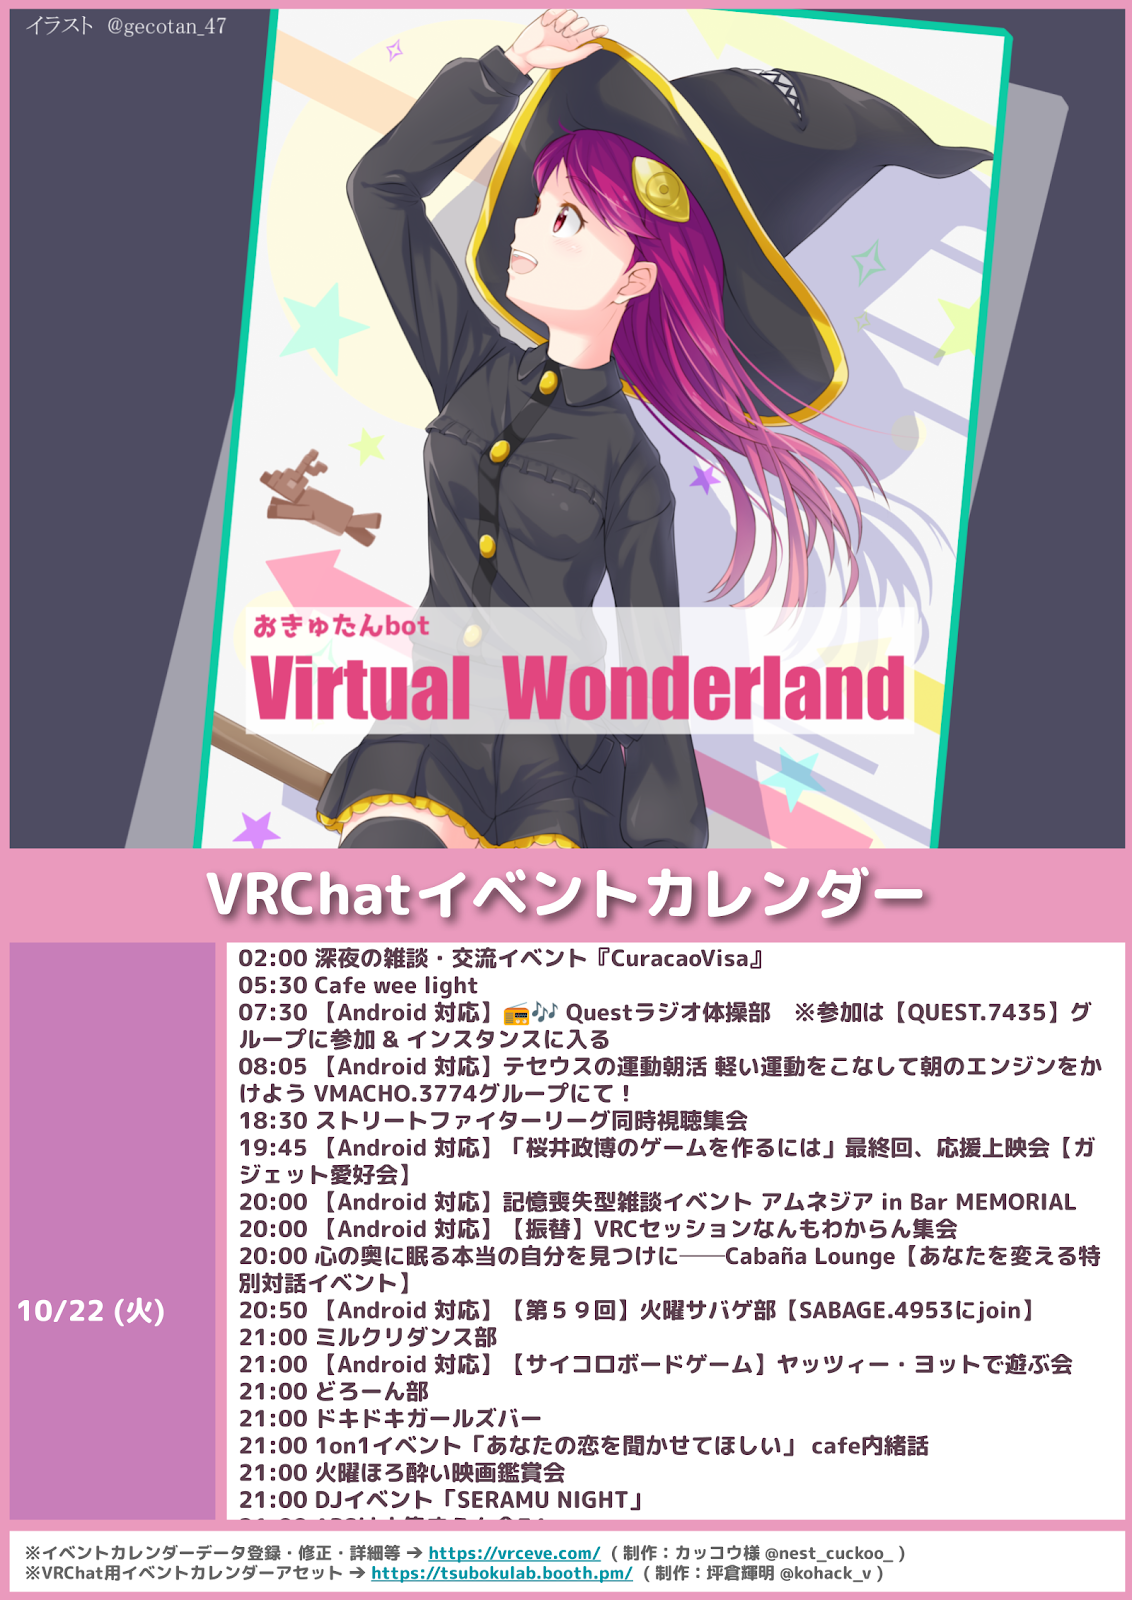 イラスト @gecotan_47
おきゅたんbot
Virtual Wonderland
VRChatイベントカレンダー
10/22 (火)
02:00 深夜の雑談・交流イベント『CuracaoVisa』
05:30 Cafe wee light
07:30 【Android 対応】📻🎶 Questラジオ体操部　※参加は【QUEST.7435】グ
ループに参加 & インスタンスに入る
08:05 【Android 対応】テセウスの運動朝活 軽い運動をこなして朝のエンジンをか
けよう VMACHO.3774グループにて！
18:30 ストリートファイターリーグ同時視聴集会
19:45 【Android 対応】「桜井政博のゲームを作るには」最終回、応援上映会【ガ
ジェット愛好会】
20:00 【Android 対応】記憶喪失型雑談イベント アムネジア in Bar MEMORIAL
20:00 【Android 対応】【振替】VRCセッションなんもわからん集会
20:00 心の奥に眠る本当の自分を見つけに――Cabaña Lounge【あなたを変える特
別対話イベント】
20:50 【Android 対応】【第５９回】火曜サバゲ部【SABAGE.4953にjoin】
21:00 ミルクリダンス部
21:00 【Android 対応】【サイコロボードゲーム】ヤッツィー・ヨットで遊ぶ会
21:00 どろーん部
21:00 ドキドキガールズバー
21:00 1on1イベント「あなたの恋を聞かせてほしい」 cafe内緒話
21:00 火曜ほろ酔い映画鑑賞会
21:00 DJイベント「SERAMU NIGHT」
※イベントカレンダーデータ登録・修正・詳細等 → https://vrceve.com/ ( 制作：カッコウ様 @nest_cuckoo_ )
※VRChat用イベントカレンダーアセット → https://tsubokulab.booth.pm/ ( 制作：坪倉輝明 @kohack_v )